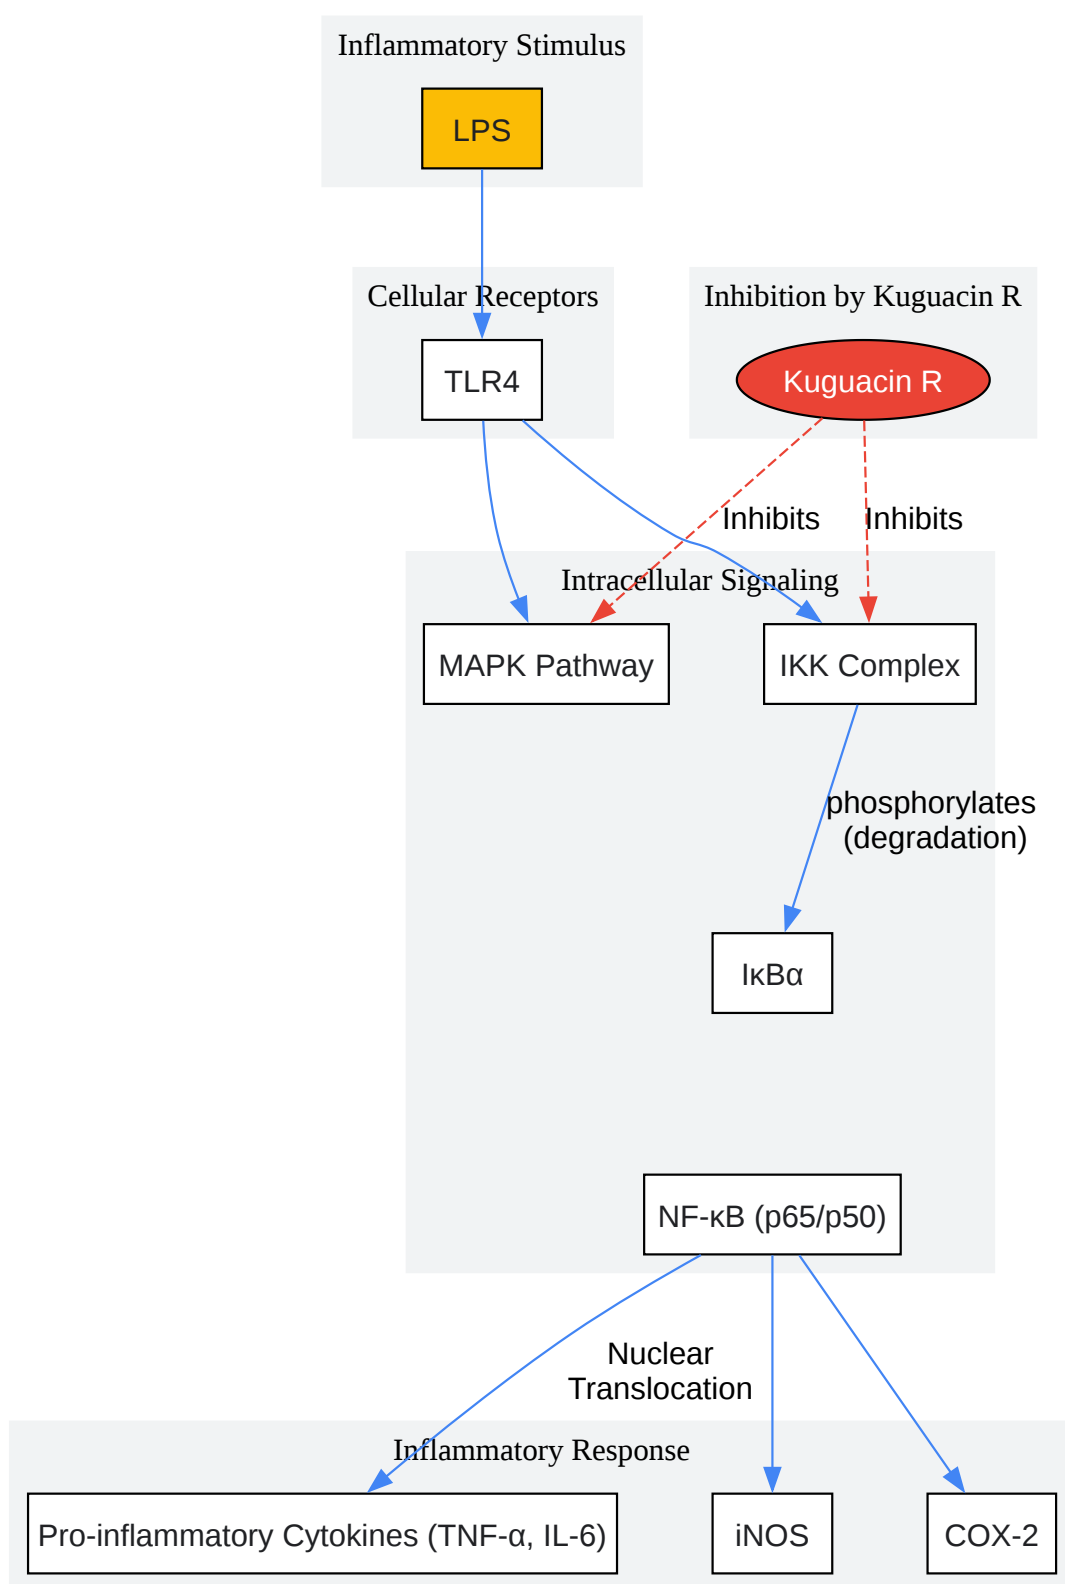 Inflammatory Stimulus
LPS
Cellular Receptors
Inhibition by Kuguacin R
TLR4
Kuguacin R
Inhibits
Inhibits
Intracellular Signaling
MAPK Pathway
IKK Complex
phosphorylates
(degradation)
IκBα
NF-κB (p65/p50)
Nuclear
Translocation
Inflammatory Response
Pro-inflammatory Cytokines (TNF-α, IL-6)
iNOS
COX-2